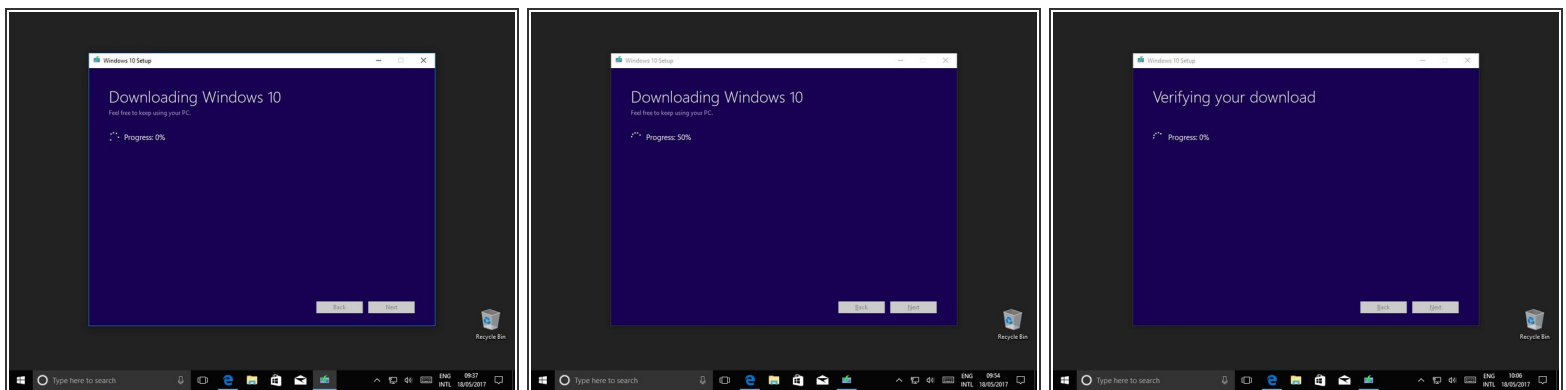 Windows 10 Setup
Downloading Windows 10
Feel free to keep using your PC.
Progress: 0%
Back Next
Recycle Bin
Type here to search
ENG 09:37
INTL 18/05/2017
Windows 10 Setup
Downloading Windows 10
Feel free to keep using your PC.
Progress: 50%
Back Next
Recycle Bin
Type here to search
ENG 09:54
INTL 18/05/2017
Windows 10 Setup
Verifying your download
Progress: 0%
Back Next
Recycle Bin
Type here to search
ENG 10:06
INTL 18/05/2017